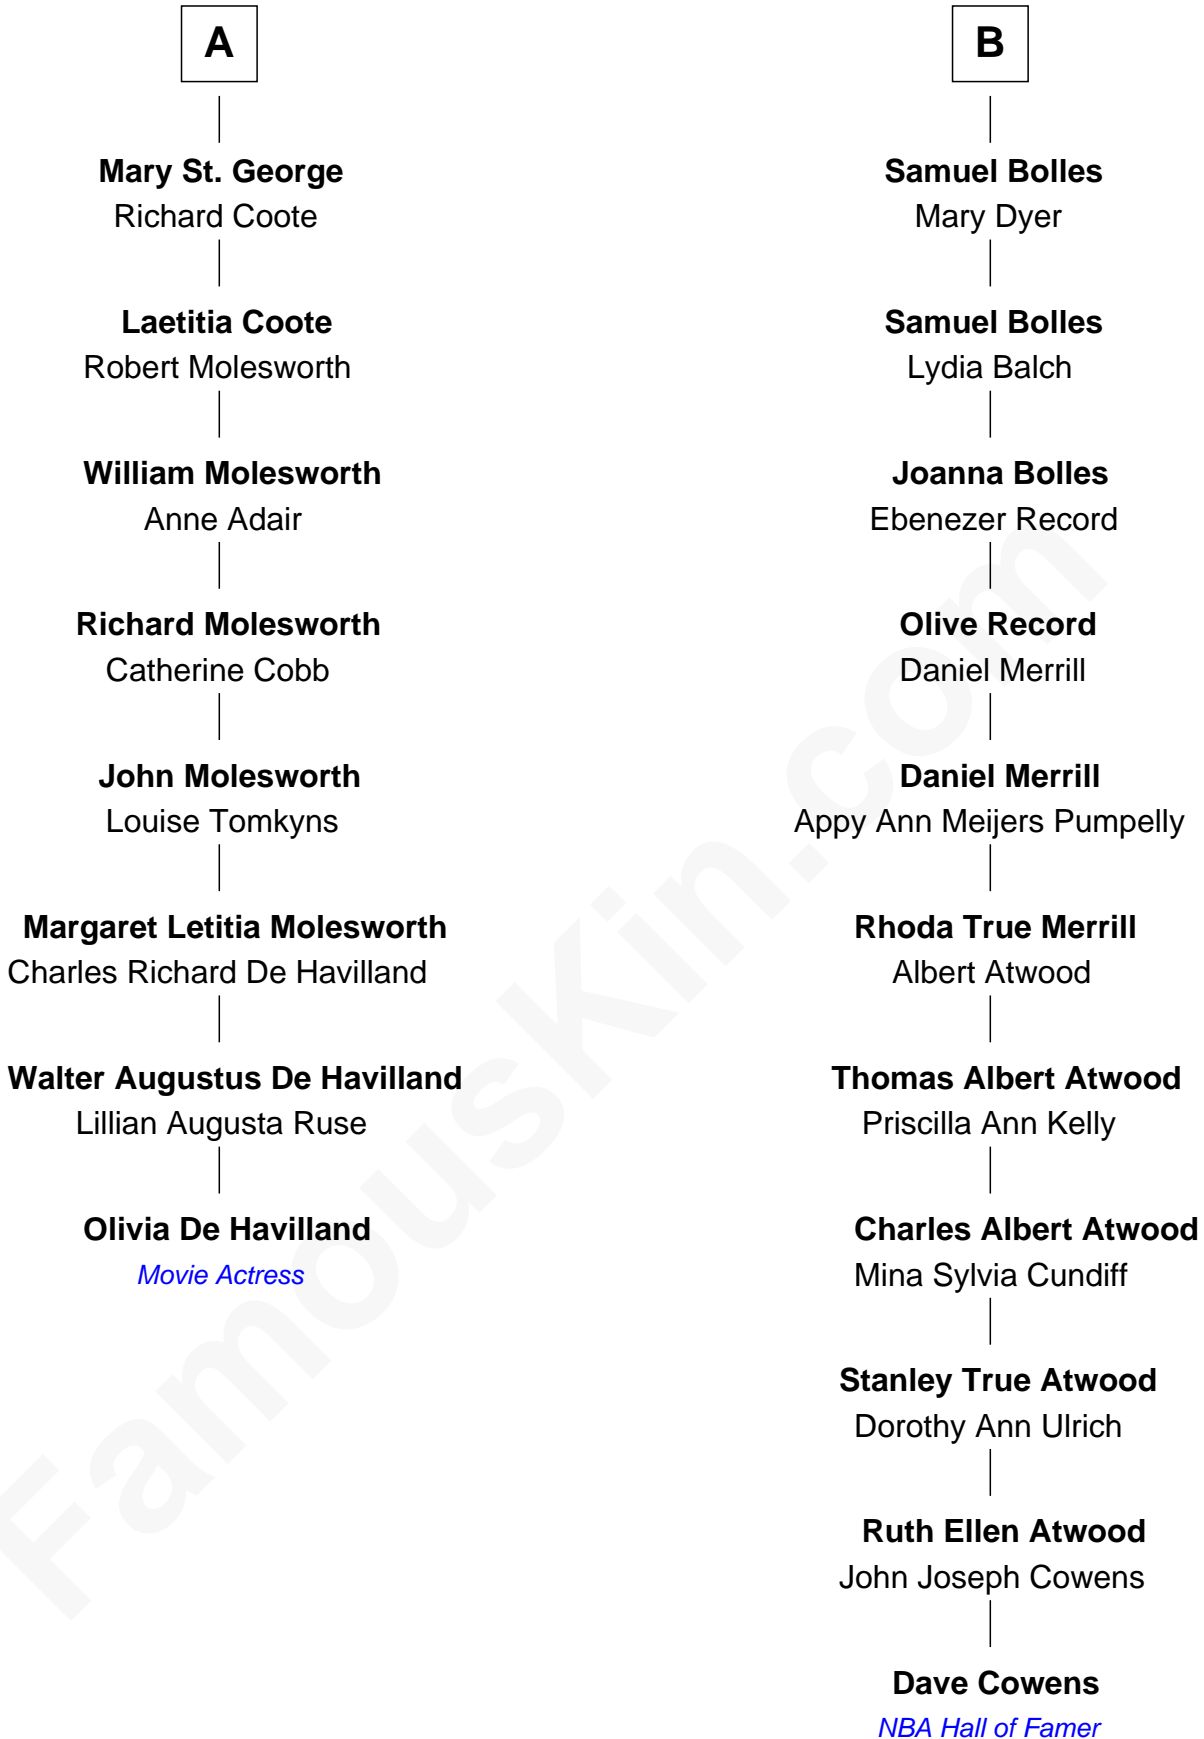 A
Mary St. George
Richard Coote
Laetitia Coote
Robert Molesworth
William Molesworth
Anne Adair
Richard Molesworth
Catherine Cobb
John Molesworth
Louise Tomkyns
Margaret Letitia Molesworth
Charles Richard De Havilland
Walter Augustus De Havilland
Lillian Augusta Ruse
Olivia De Havilland
Movie Actress
B
Samuel Bolles
Mary Dyer
Samuel Bolles
Lydia Balch
Joanna Bolles
Ebenezer Record
Olive Record
Daniel Merrill
Daniel Merrill
Appy Ann Meijers Pumpelly
Rhoda True Merrill
Albert Atwood
Thomas Albert Atwood
Priscilla Ann Kelly
Charles Albert Atwood
Mina Sylvia Cundiff
Stanley True Atwood
Dorothy Ann Ulrich
Ruth Ellen Atwood
John Joseph Cowens
Dave Cowens
NBA Hall of Famer
FamousKin.com